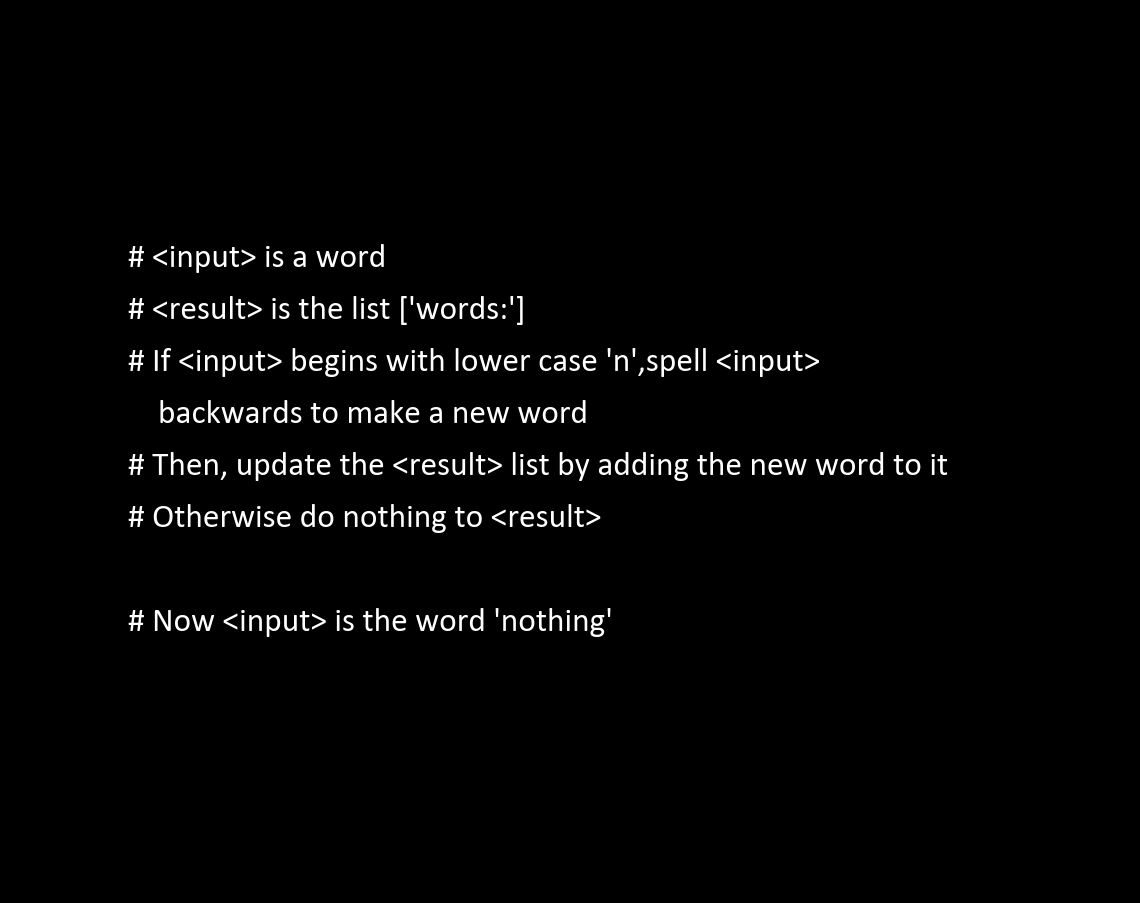 # <input> is a word
# <result> is the list ['words:']
# If <input> begins with lower case 'n',spell <input>
backwards to make a new word
# Then, update the <result> list by adding the new word to it
# Otherwise do nothing to <result>
# Now <input> is the word 'nothing'